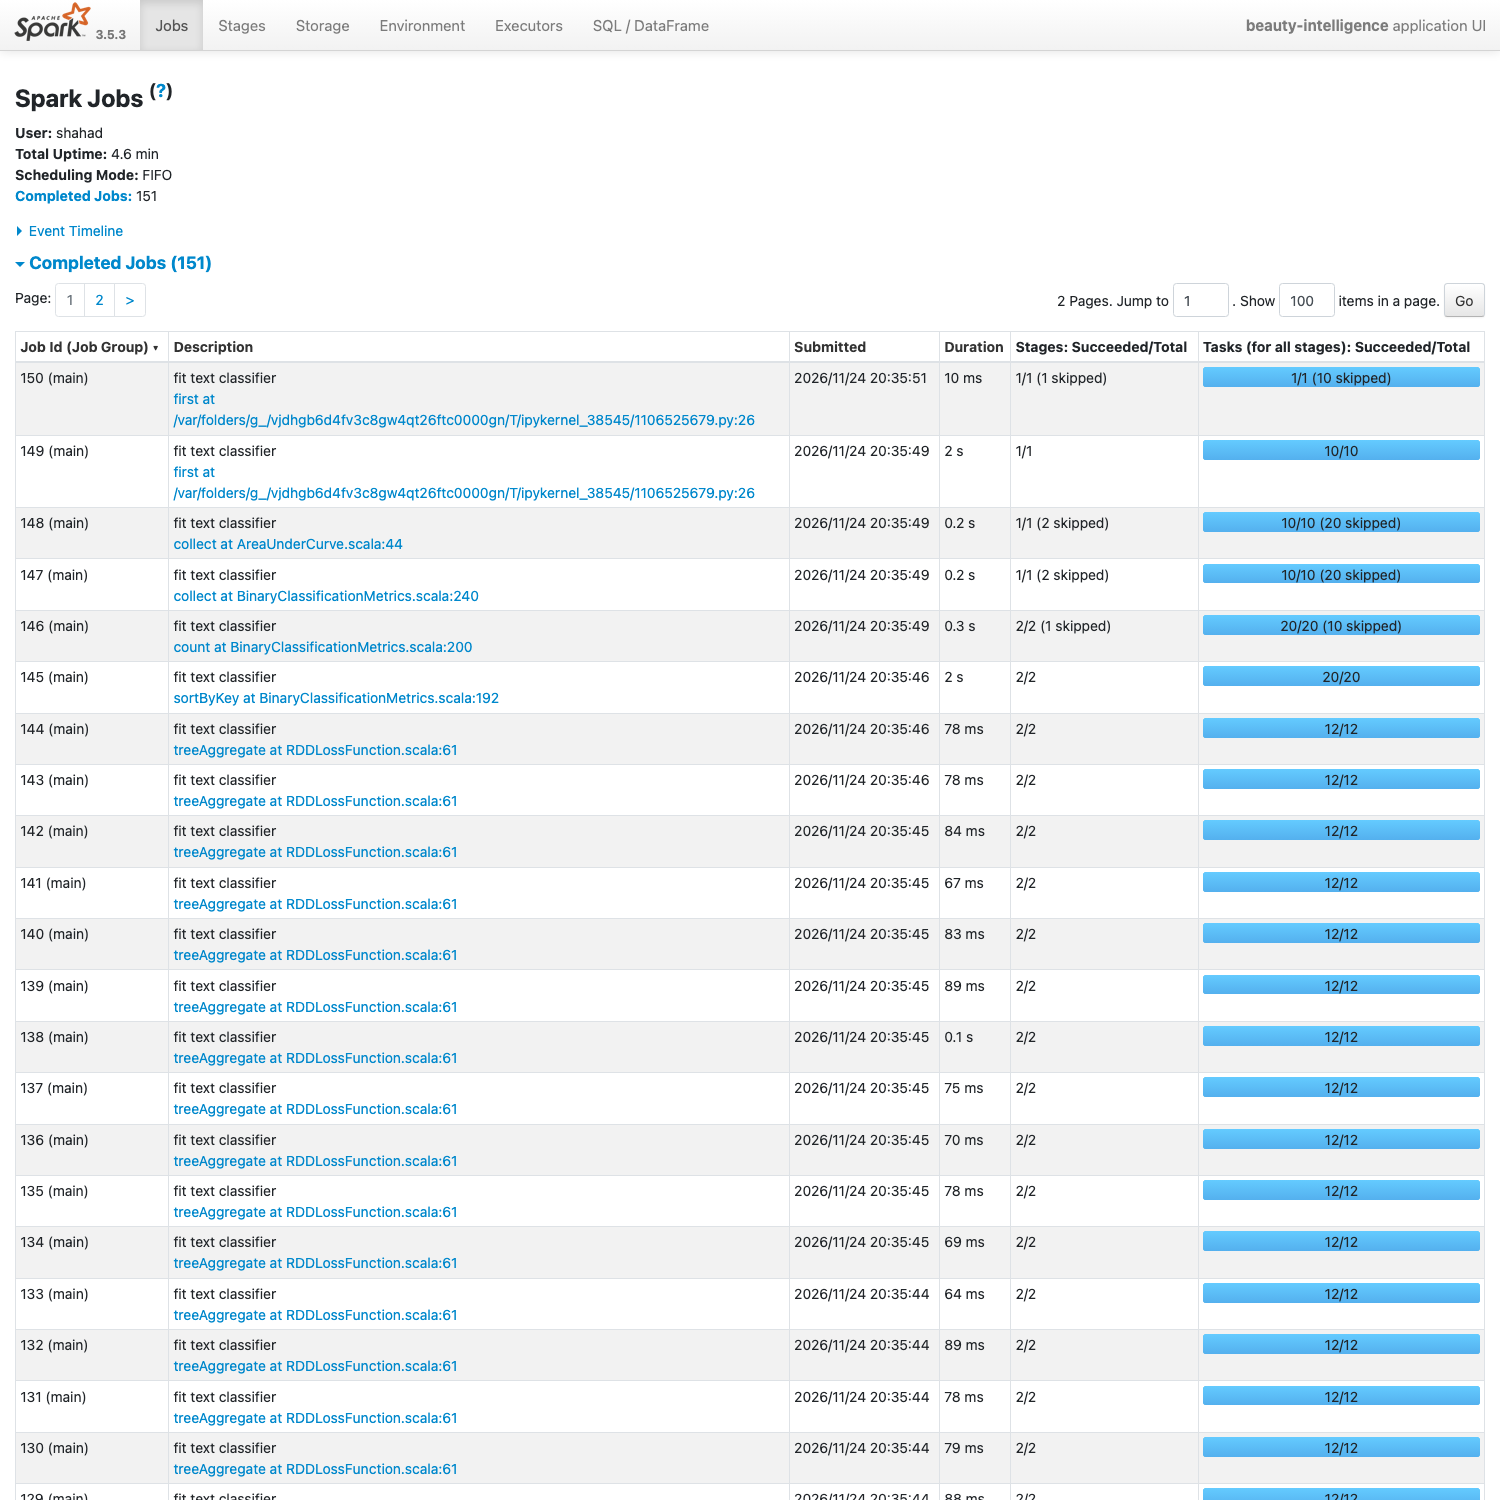 APACHE
Spark 3.5.3 Jobs Stages Storage Environment Executors SQL / DataFrame beauty-intelligence application UI
Spark Jobs (?)
User: shahad
Total Uptime: 4.6 min
Scheduling Mode: FIFO
Completed Jobs: 151
Event Timeline
Completed Jobs (151)
Page: 1 2 > 2 Pages. Jump to 1 . Show 100 items in a page. Go
Job Id (Job Group) ▾ Description Submitted Duration Stages: Succeeded/Total Tasks (for all stages): Succeeded/Total
150 (main) fit text classifier 2026/11/24 20:35:51 10 ms 1/1 (1 skipped) 1/1 (10 skipped)
first at
/var/folders/g_/vjdhgb6d4fv3c8gw4qt26ftc0000gn/T/ipykernel_38545/1106525679.py:26
149 (main) fit text classifier 2026/11/24 20:35:49 2 s 1/1 10/10
first at
/var/folders/g_/vjdhgb6d4fv3c8gw4qt26ftc0000gn/T/ipykernel_38545/1106525679.py:26
148 (main) fit text classifier 2026/11/24 20:35:49 0.2 s 1/1 (2 skipped) 10/10 (20 skipped)
collect at AreaUnderCurve.scala:44
147 (main) fit text classifier 2026/11/24 20:35:49 0.2 s 1/1 (2 skipped) 10/10 (20 skipped)
collect at BinaryClassificationMetrics.scala:240
146 (main) fit text classifier 2026/11/24 20:35:49 0.3 s 2/2 (1 skipped) 20/20 (10 skipped)
count at BinaryClassificationMetrics.scala:200
145 (main) fit text classifier 2026/11/24 20:35:46 2 s 2/2 20/20
sortByKey at BinaryClassificationMetrics.scala:192
144 (main) fit text classifier 2026/11/24 20:35:46 78 ms 2/2 12/12
treeAggregate at RDDLossFunction.scala:61
143 (main) fit text classifier 2026/11/24 20:35:46 78 ms 2/2 12/12
treeAggregate at RDDLossFunction.scala:61
142 (main) fit text classifier 2026/11/24 20:35:45 84 ms 2/2 12/12
treeAggregate at RDDLossFunction.scala:61
141 (main) fit text classifier 2026/11/24 20:35:45 67 ms 2/2 12/12
treeAggregate at RDDLossFunction.scala:61
140 (main) fit text classifier 2026/11/24 20:35:45 83 ms 2/2 12/12
treeAggregate at RDDLossFunction.scala:61
139 (main) fit text classifier 2026/11/24 20:35:45 89 ms 2/2 12/12
treeAggregate at RDDLossFunction.scala:61
138 (main) fit text classifier 2026/11/24 20:35:45 0.1 s 2/2 12/12
treeAggregate at RDDLossFunction.scala:61
137 (main) fit text classifier 2026/11/24 20:35:45 75 ms 2/2 12/12
treeAggregate at RDDLossFunction.scala:61
136 (main) fit text classifier 2026/11/24 20:35:45 70 ms 2/2 12/12
treeAggregate at RDDLossFunction.scala:61
135 (main) fit text classifier 2026/11/24 20:35:45 78 ms 2/2 12/12
treeAggregate at RDDLossFunction.scala:61
134 (main) fit text classifier 2026/11/24 20:35:45 69 ms 2/2 12/12
treeAggregate at RDDLossFunction.scala:61
133 (main) fit text classifier 2026/11/24 20:35:44 64 ms 2/2 12/12
treeAggregate at RDDLossFunction.scala:61
132 (main) fit text classifier 2026/11/24 20:35:44 89 ms 2/2 12/12
treeAggregate at RDDLossFunction.scala:61
131 (main) fit text classifier 2026/11/24 20:35:44 78 ms 2/2 12/12
treeAggregate at RDDLossFunction.scala:61
130 (main) fit text classifier 2026/11/24 20:35:44 79 ms 2/2 12/12
treeAggregate at RDDLossFunction.scala:61
129 (main) fit text classifier 2026/11/24 20:35:44 88 ms 2/2 12/12